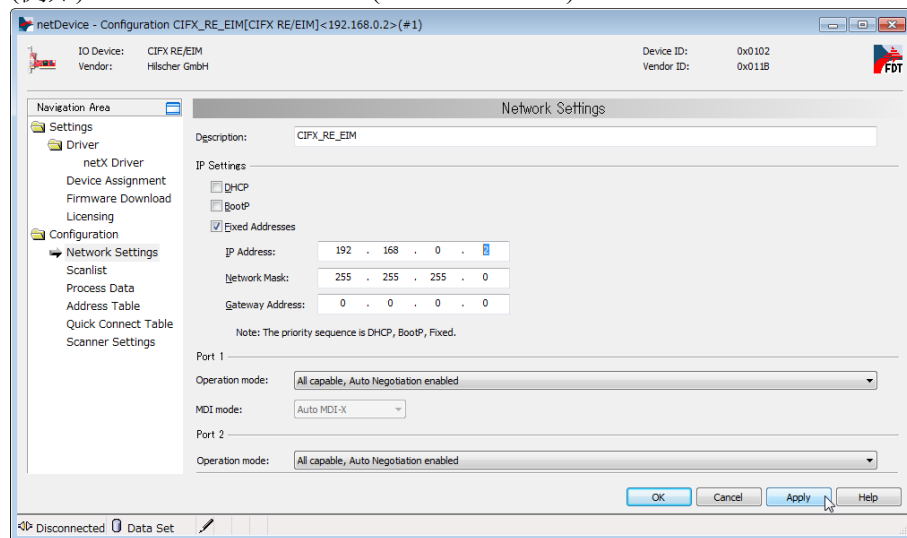 netDevice - Configuration CIFX_RE_EIM[CIFX RE/EIM]<192.168.0.2>(#1)
IO Device: CIFX RE/EIM
Vendor: Hilscher GmbH
Device ID: 0x0102
Vendor ID: 0x011B
FDT
Navigation Area
Settings
Driver
netX Driver
Device Assignment
Firmware Download
Licensing
Configuration
Network Settings
Scanlist
Process Data
Address Table
Quick Connect Table
Scanner Settings
Network Settings
Description: CIFX_RE_EIM
IP Settings
DHCP
BootP
Fixed Addresses
IP Address: 192 . 168 . 0 . 2
Network Mask: 255 . 255 . 255 . 0
Gateway Address: 0 . 0 . 0 . 0
Note: The priority sequence is DHCP, BootP, Fixed.
Port 1
Operation mode: All capable, Auto Negotiation enabled
MDI mode: Auto MDI-X
Port 2
Operation mode: All capable, Auto Negotiation enabled
OK Cancel Apply Help
Disconnected Data Set